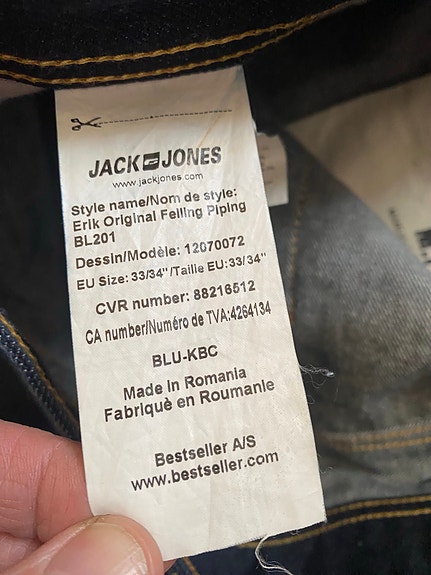 JACK JONES
www.jackjones.com
Style name/Nom de style:
Erik Original Felling Piping
BL201
Dessin/Modèle: 12070072
EU Size: 33/34"/Taille EU:33/34"
CVR number: 88216512
CA number/Numéro de TVA:4264134
BLU-KBC
Made in Romania
Fabriquè en Roumanie
Bestseller A/S
www.bestseller.com